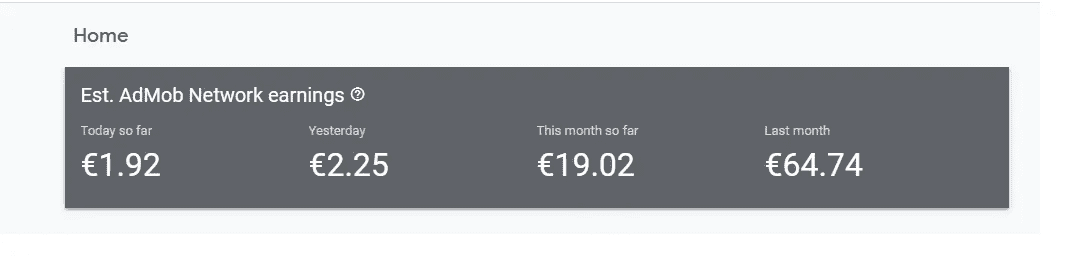 Home
Est. AdMob Network earnings
Today so far Yesterday This month so far Last month
€1.92 €2.25 €19.02 €64.74